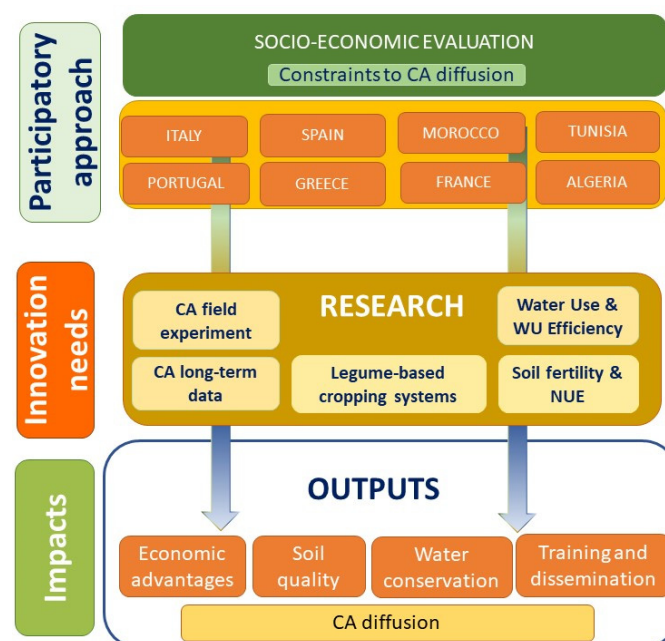 Participatory
approach
SOCIO-ECONOMIC EVALUATION
Constraints to CA diffusion
ITALY
SPAIN
MOROCCO
TUNISIA
PORTUGAL
GREECE
FRANCE
ALGERIA
Innovation
needs
RESEARCH
CA field
experiment
Water Use &
WU Efficiency
CA long-term
data
Legume-based
cropping systems
Soil fertility &
NUE
Impacts
OUTPUTS
Economic
advantages
Soil
quality
Water
conservation
Training and
dissemination
CA diffusion